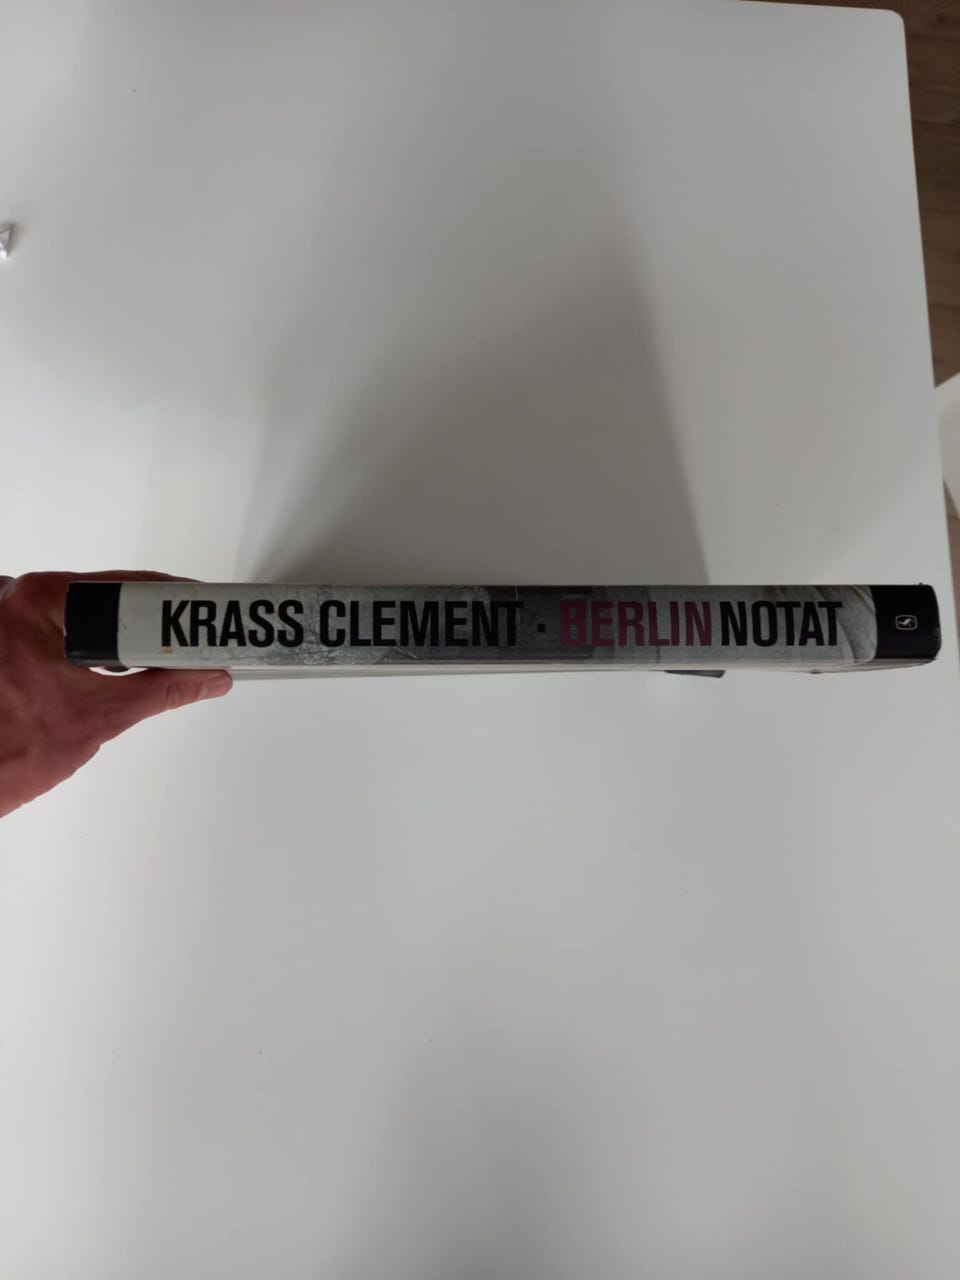 KRASS CLEMENT · BERLIN NOTAT